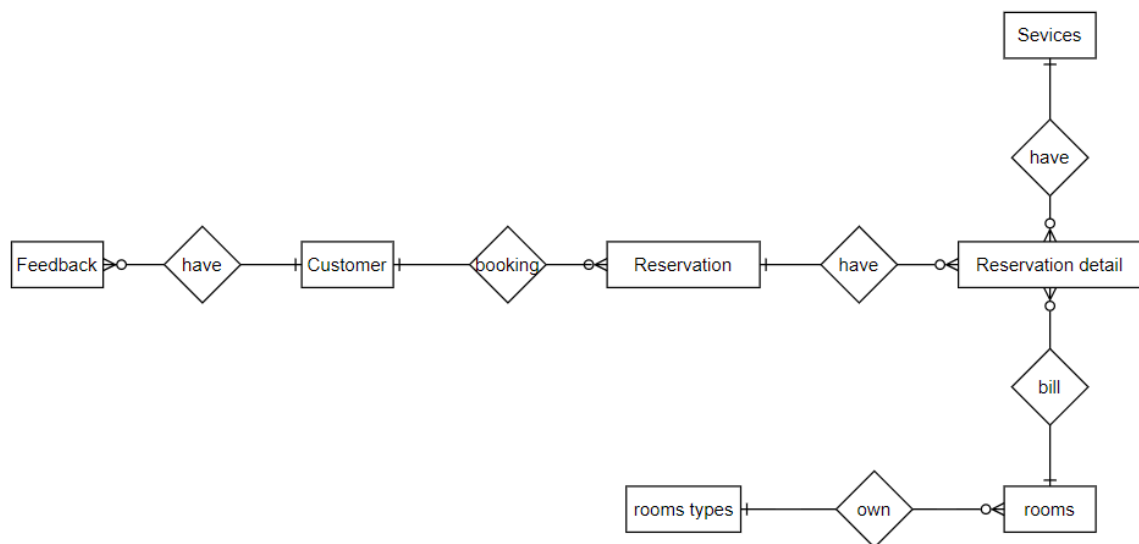 Sevices
have
Feedback
have
Customer
booking
Reservation
have
Reservation detail
bill
rooms types
own
rooms